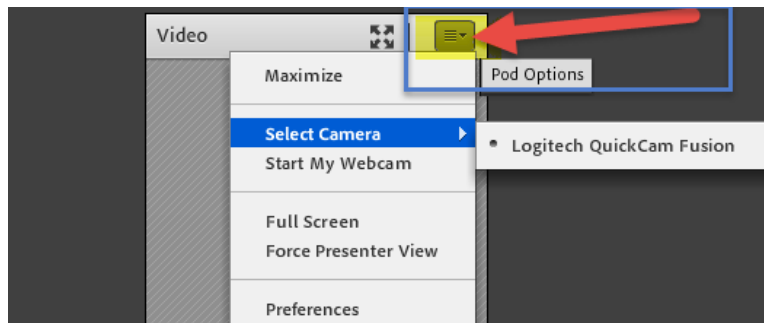 Video
Maximize
Pod Options
Select Camera
Logitech QuickCam Fusion
Start My Webcam
Full Screen
Force Presenter View
Preferences